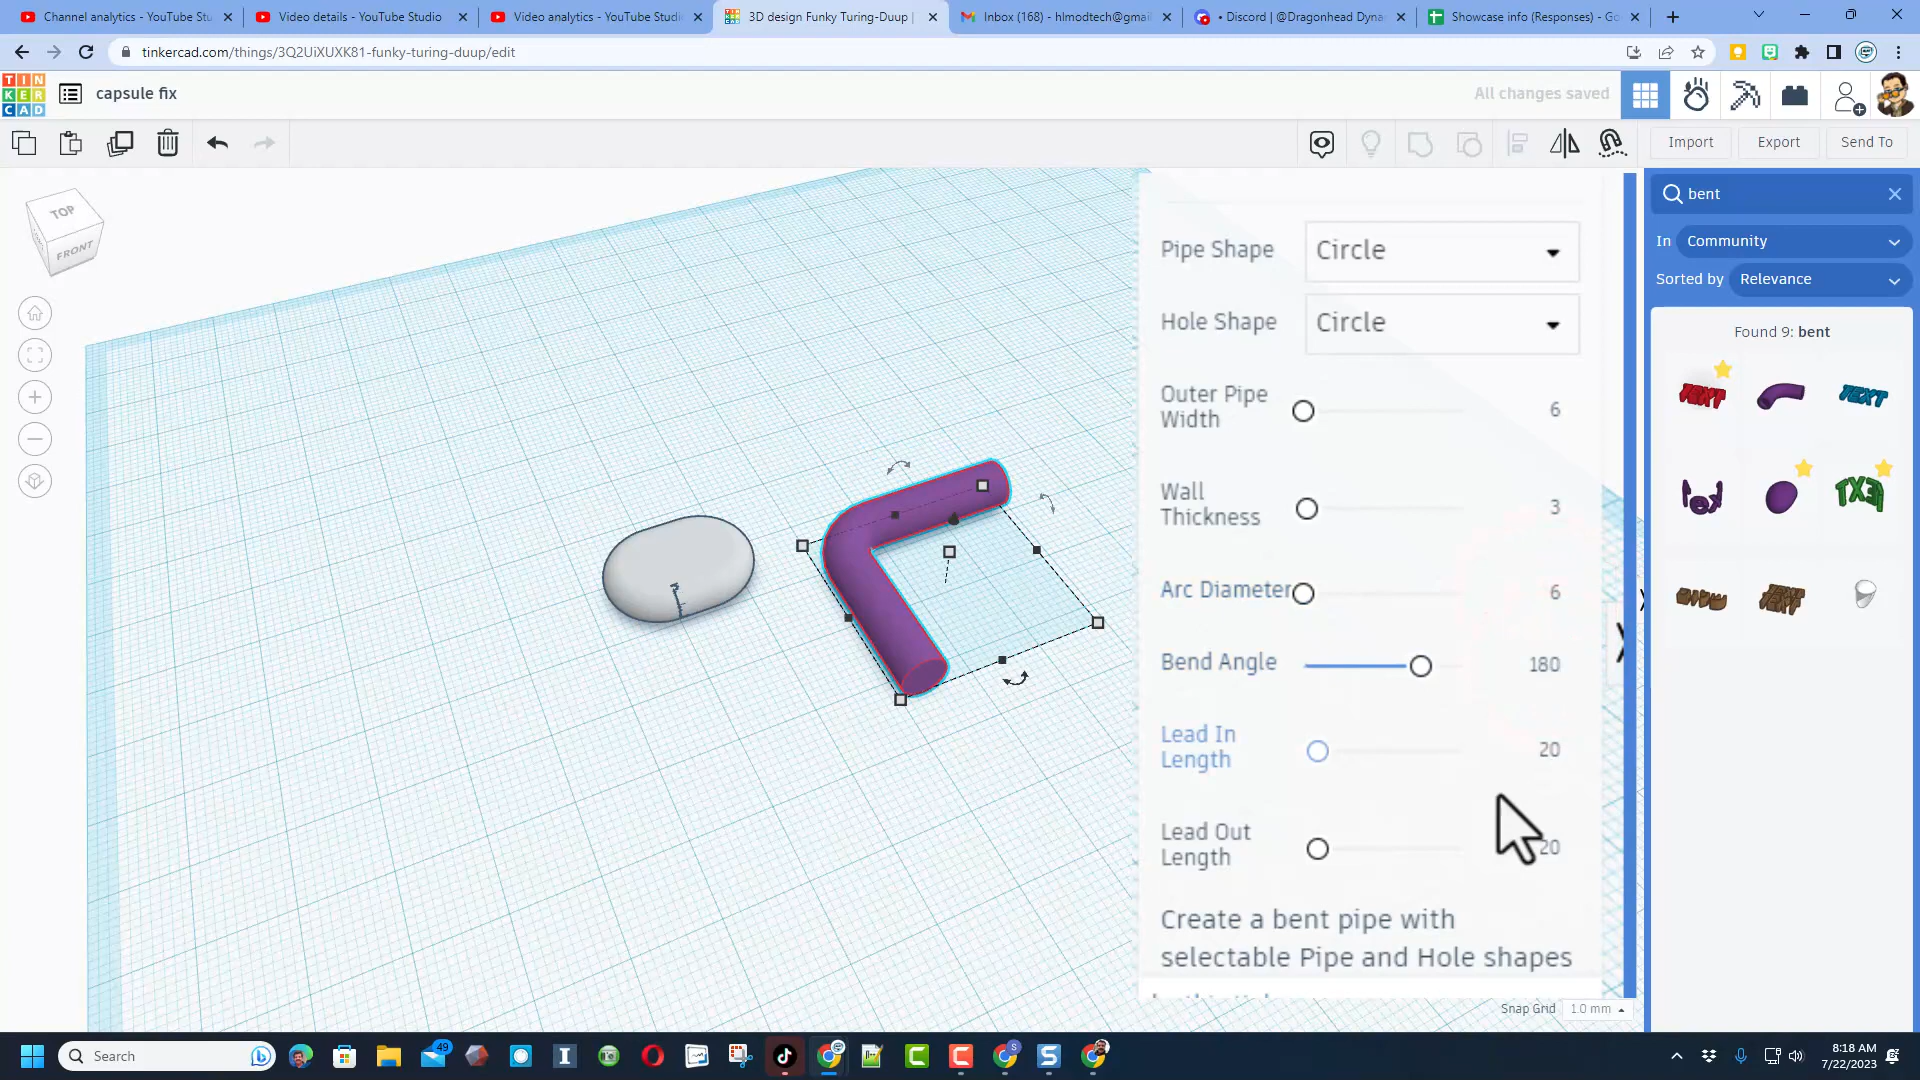 Channel analytics - YouTube Stu
Video details - YouTube Studio
Video analytics - YouTube Studi
3D design Funky Turing-Duup |
Inbox (168) - hlmodtech@gmail
• Discord | @Dragonhead Dyna
Showcase info (Responses) - Go
tinkercad.com/things/3Q2UiXUXK81-funky-turing-duup/edit
TIN
KER
CAD
capsule fix
All changes saved
Import
Export
Send To
TOP
FRONT
bent
In Community
Sorted by Relevance
Found 9: bent
TEXT
TEXT
TEXT
Pipe Shape Circle
Hole Shape Circle
Outer Pipe
Width 6
Wall
Thickness 3
Arc Diameter 6
Bend Angle 180
Lead In
Length 20
Lead Out
Length 20
Create a bent pipe with
selectable Pipe and Hole shapes
Snap Grid 1.0 mm
Search
49
8:18 AM
7/22/2023